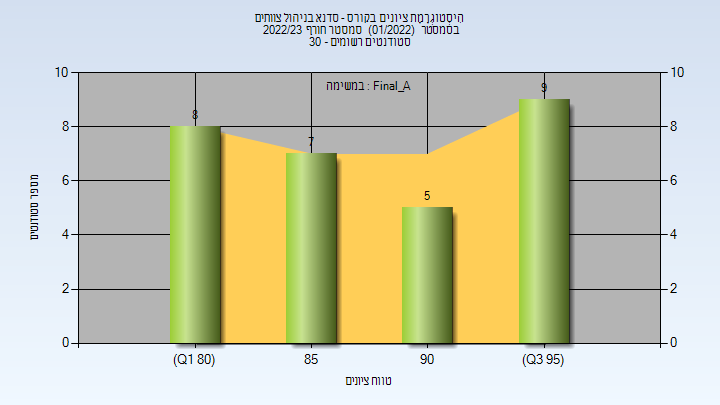 היסטוגרמת ציונים בקורס - סדנא בניהול צוותים
בסמסטר (01/2022) סמסטר חורף 2022/23
סטודנטים רשומים - 30
במשימה : Final_A
10 10
8 8
6 6
4 4
2 2
0 0
8 7 5 9
מספר סטודנטים
(Q1 80) 85 90 (Q3 95)
טווח ציונים